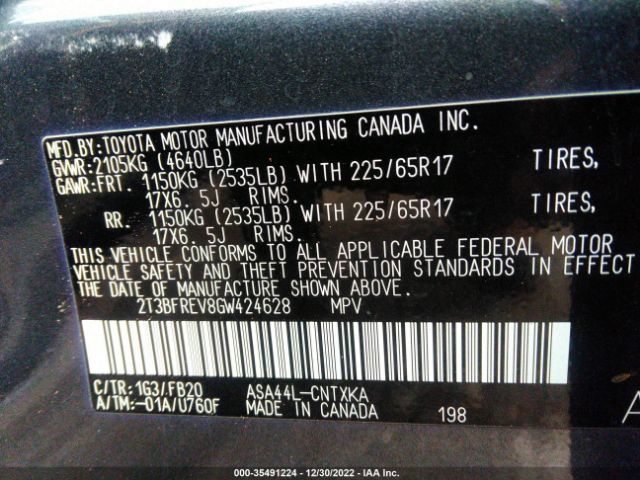 MFD.BY:TOYOTA MOTOR MANUFACTURING CANADA INC.
GVWR:2105KG (4640LB)
GAWR:FRT. 1150KG (2535LB) WITH 225/65R17 TIRES,
17X6. 5J RIMS.
RR. 1150KG (2535LB) WITH 225/65R17 TIRES,
17X6. 5J RIMS.
THIS VEHICLE CONFORMS TO ALL APPLICABLE FEDERAL MOTOR
VEHICLE SAFETY AND THEFT PREVENTION STANDARDS IN EFFECT
THE DATE OF MANUFACTURE SHOWN ABOVE.
2T3BFREV8GW424628 MPV
C/TR:1G3/.FB20 ASA44L-CNTXKA
A/TM:-01A/U760F MADE IN CANADA 198
000-35491224 - 12/30/2022 - IAA Inc.